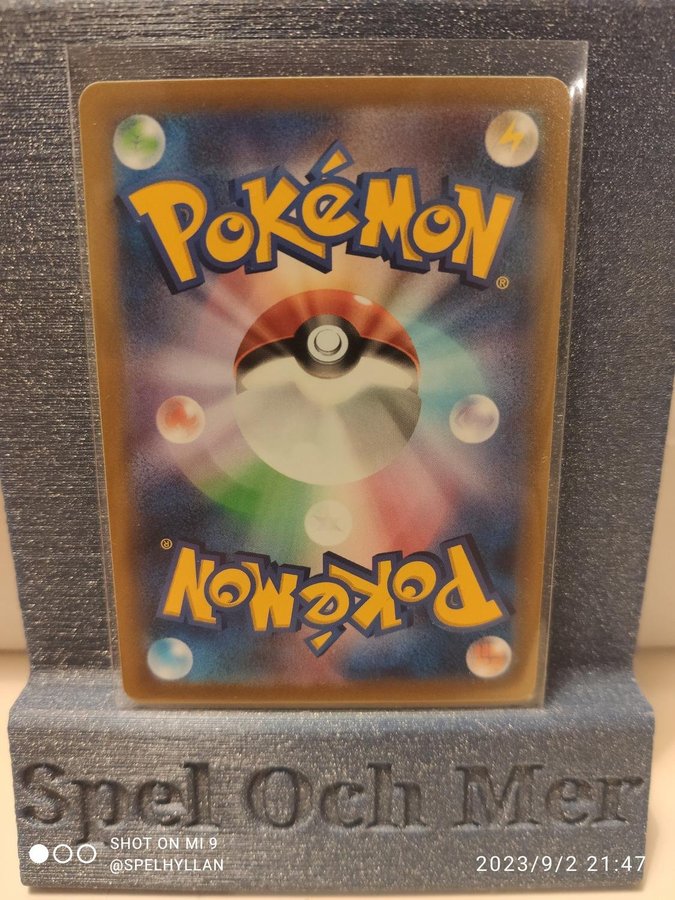 POKéMON
®
®
POKéMON
Spel Och Mer
SHOT ON MI 9
@SPELHYLLAN
2023/9/2 21:47